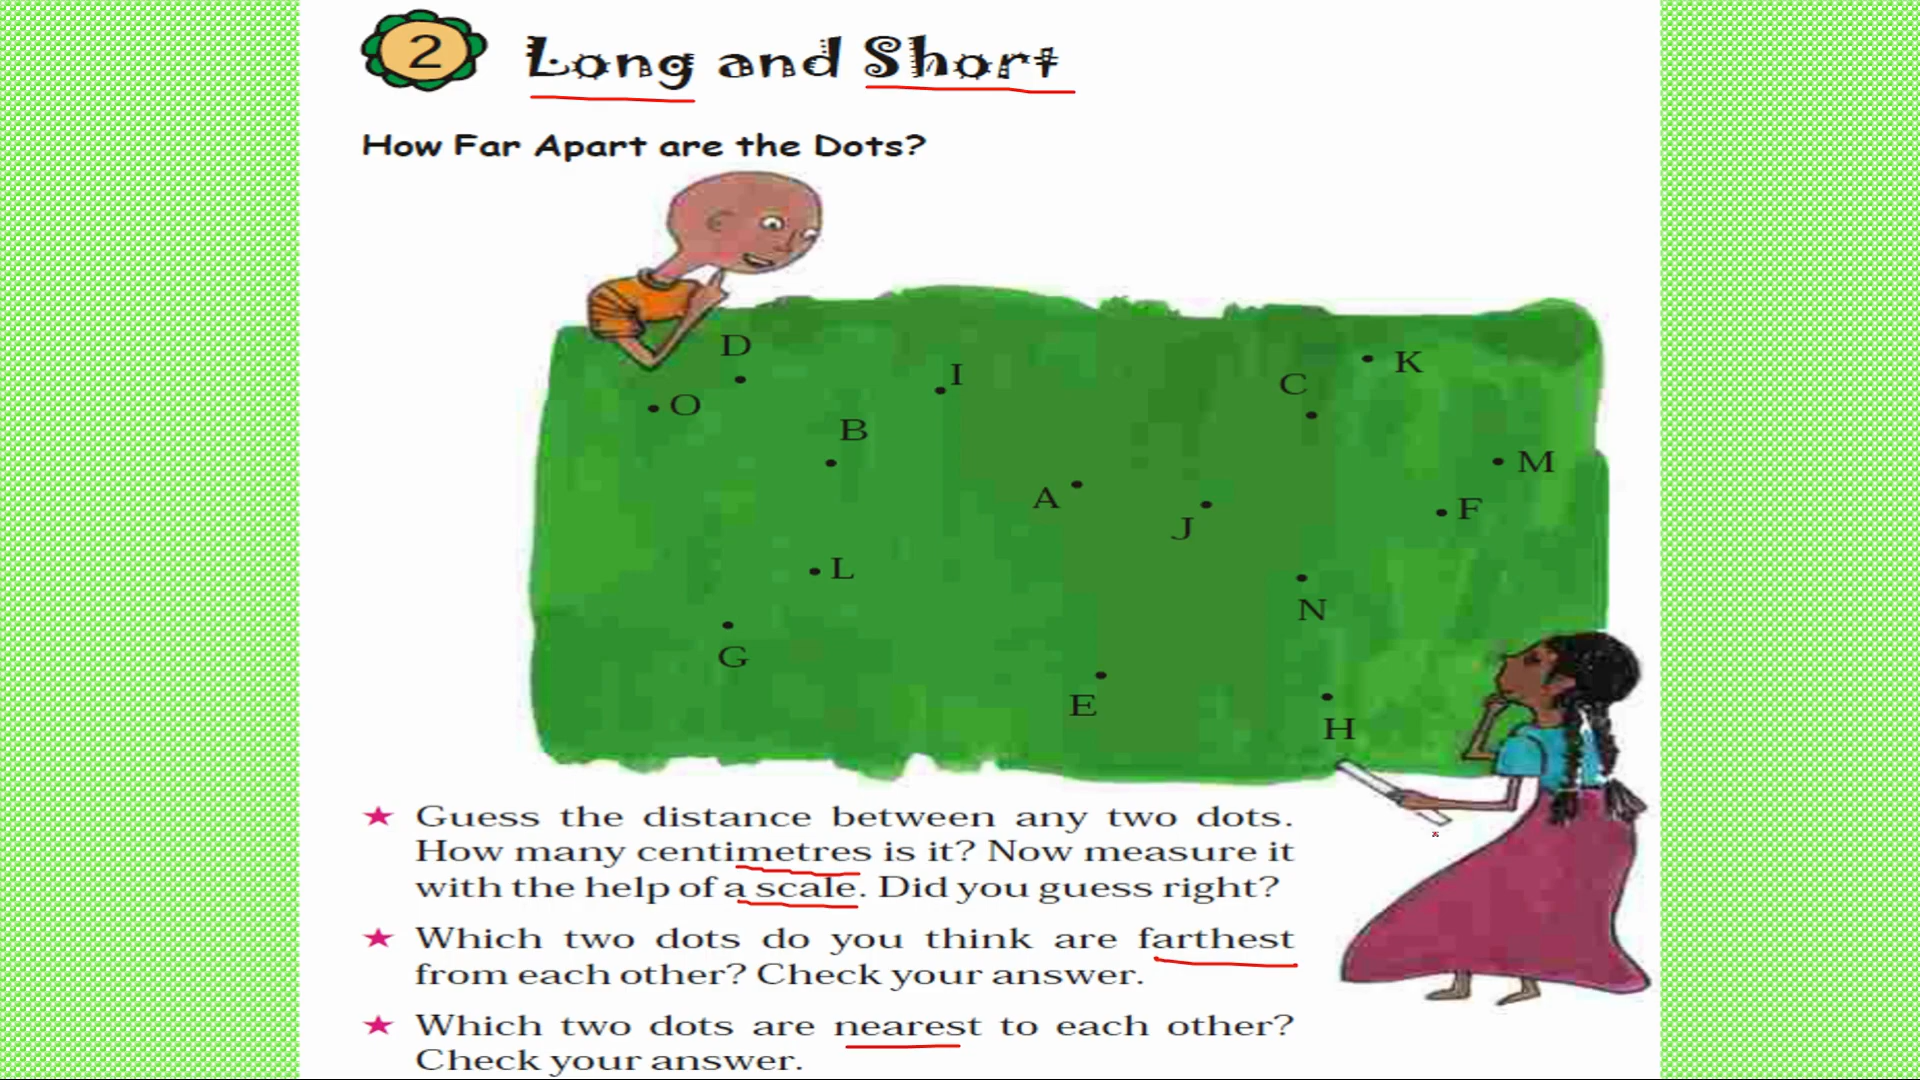 2 Long and Short
How Far Apart are the Dots?
D
K
I
C
O
B
M
A
F
J
L
N
G
E
H
★ Guess the distance between any two dots.
How many centimetres is it? Now measure it
with the help of a scale. Did you guess right?
★ Which two dots do you think are farthest
from each other? Check your answer.
★ Which two dots are nearest to each other?
Check your answer.